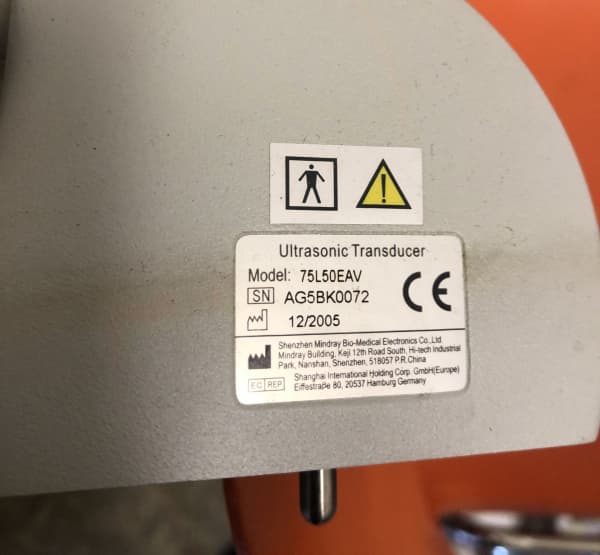 Ultrasonic Transducer
Model: 75L50EAV
SN AG5BK0072
12/2005
CE
Shenzhen Mindray Bio-Medical Electronics Co.,Ltd.
Mindray Building, Keji 12th Road South, Hi-tech Industrial
Park, Nanshan, Shenzhen, 518057 P.R.China
EC REP Shanghai International Holding Corp. GmbH(Europe)
Eiffestraße 80, 20537 Hamburg Germany